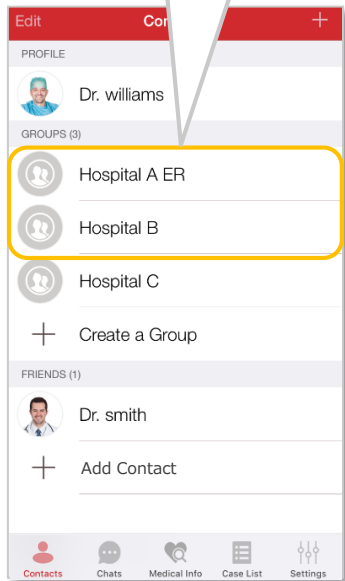 Edit Con +
PROFILE
Dr. williams
GROUPS (3)
Hospital A ER
Hospital B
Hospital C
Create a Group
FRIENDS (1)
Dr. smith
Add Contact
Contacts Chats Medical Info Case List Settings